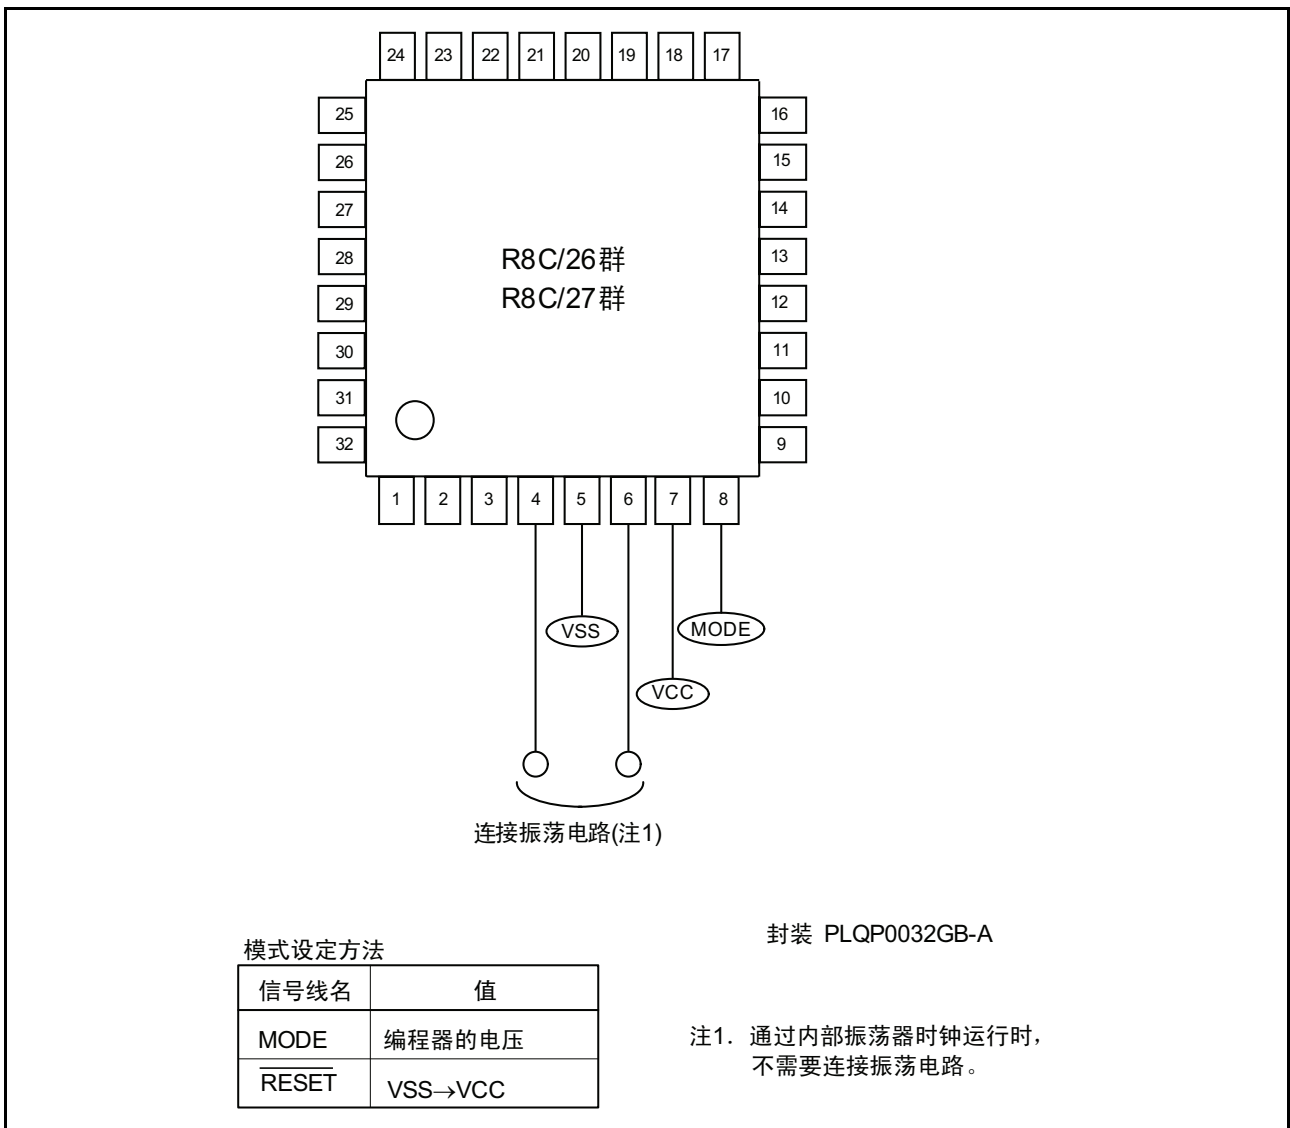 24 23 22 21 20 19 18 17
25
26
27
28
29
30
31
32
16
15
14
13
12
11
10
9
R8C/26群
R8C/27群
1 2 3 4 5 6 7 8
VSS
MODE
VCC
连接振荡电路(注1)
封装 PLQP0032GB-A
模式设定方法
信号线名 值
MODE 编程器的电压
RESET VSS→VCC
注1. 通过内部振荡器时钟运行时，
不需要连接振荡电路。